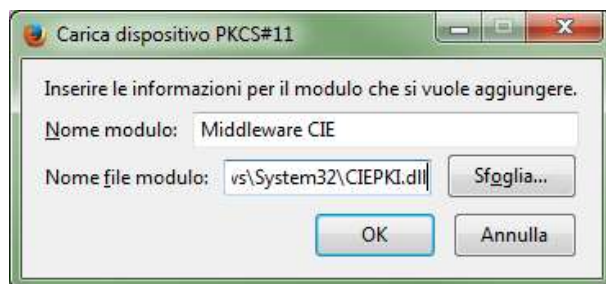 Carica dispositivo PKCS#11
Inserire le informazioni per il modulo che si vuole aggiungere.
Nome modulo: Middleware CIE
Nome file modulo: vs\System32\CIEPKI.dll Sfoglia...
OK Annulla